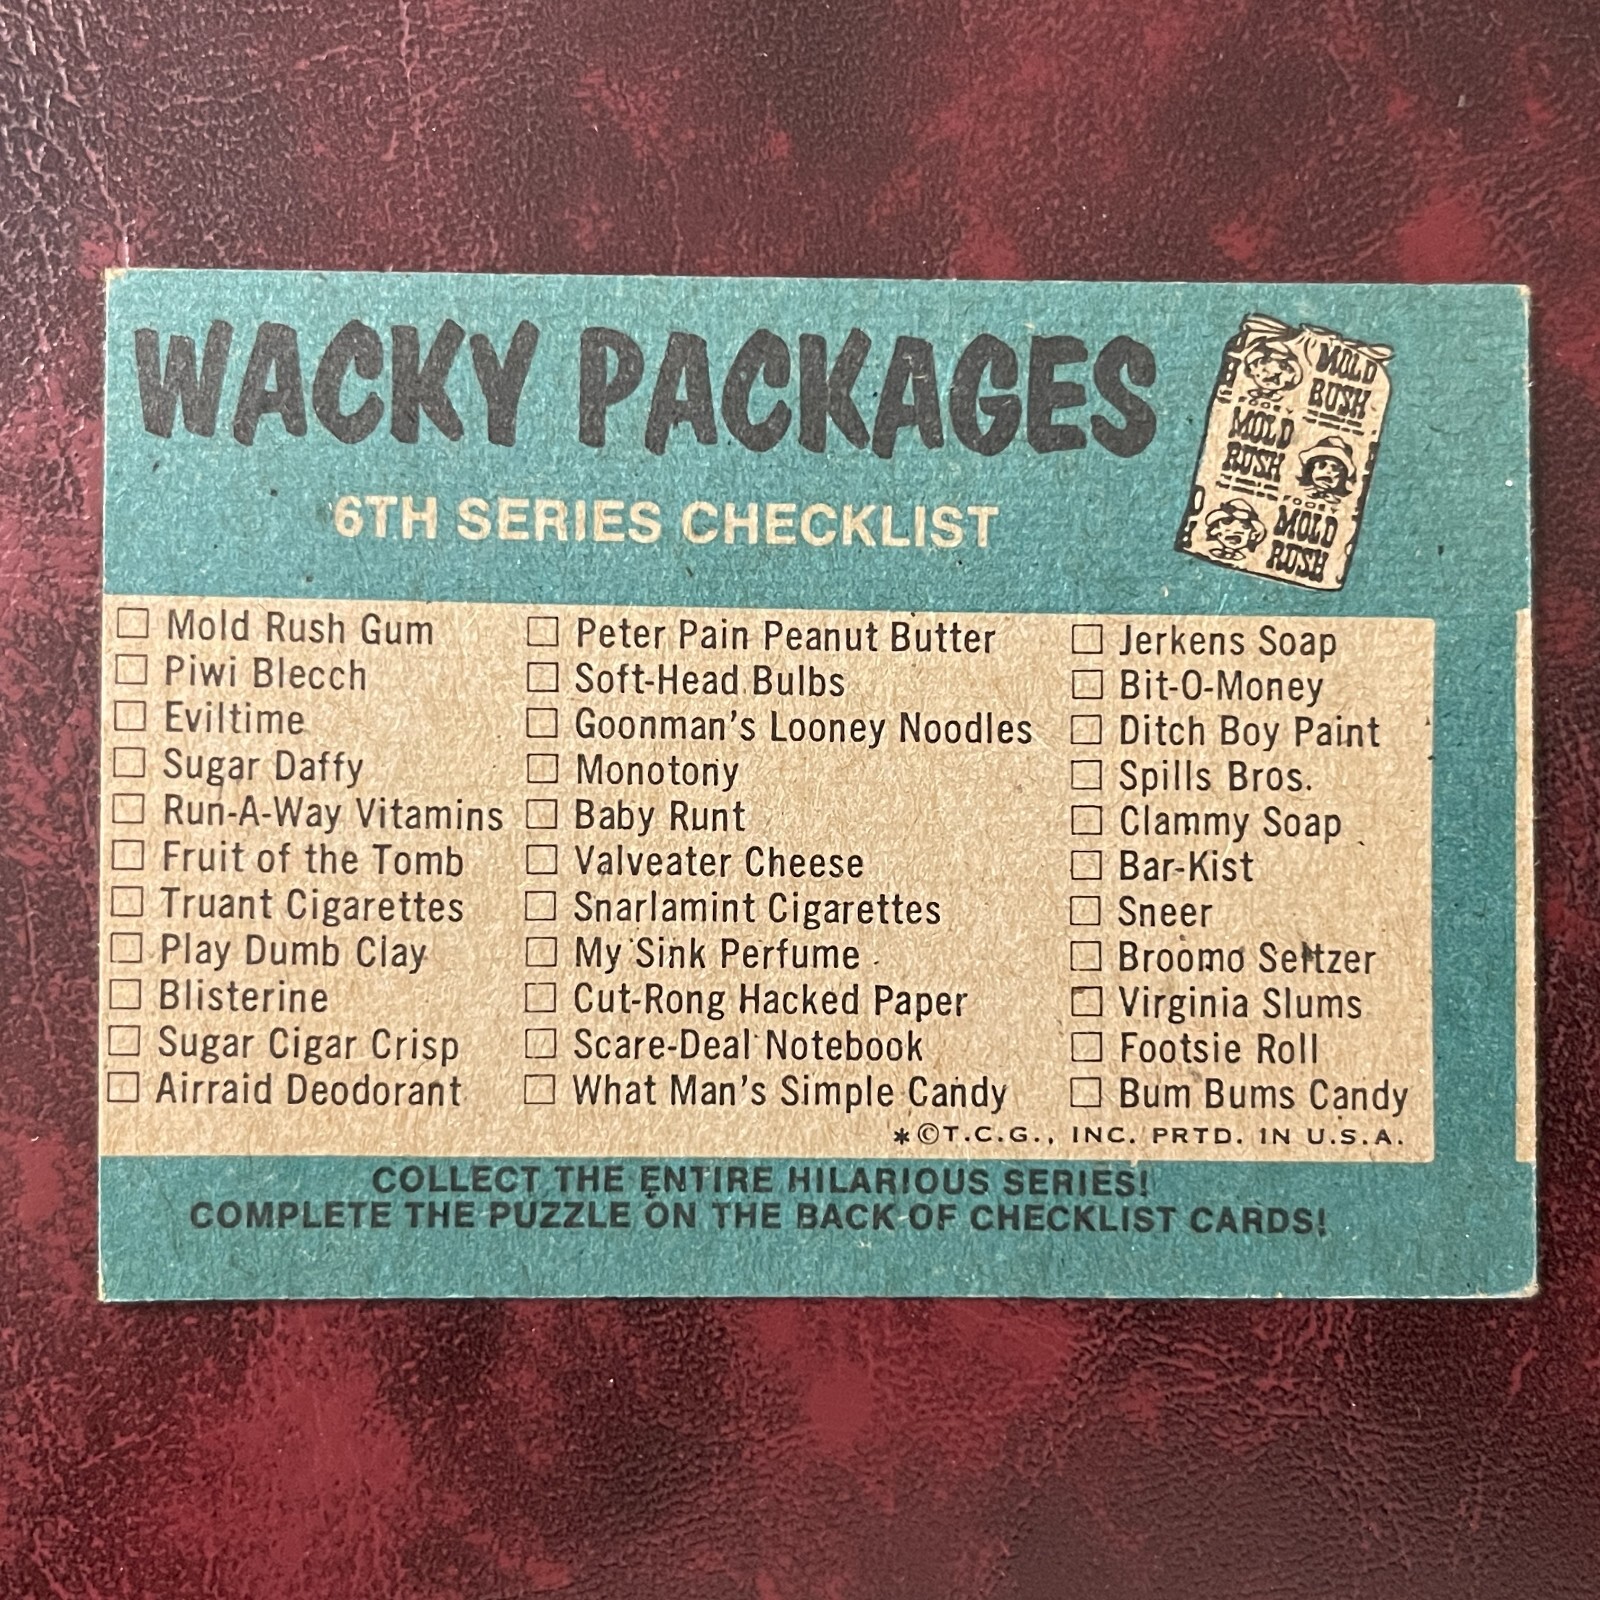 WACKY PACKAGES
6TH SERIES CHECKLIST
MOLD
RUSH
MOLD
RUSH
MOLD
RUSH
Mold Rush Gum
Piwi Blecch
Eviltime
Sugar Daffy
Run-A-Way Vitamins
Fruit of the Tomb
Truant Cigarettes
Play Dumb Clay
Blisterine
Sugar Cigar Crisp
Airraid Deodorant
Peter Pain Peanut Butter
Soft-Head Bulbs
Goonman's Looney Noodles
Monotony
Baby Runt
Valveater Cheese
Snarlamint Cigarettes
My Sink Perfume
Cut-Rong Hacked Paper
Scare-Deal Notebook
What Man's Simple Candy
Jerkens Soap
Bit-O-Money
Ditch Boy Paint
Spills Bros.
Clammy Soap
Bar-Kist
Sneer
Broomo Seltzer
Virginia Slums
Footsie Roll
Bum Bums Candy
*©T.C.G., INC. PRTD. IN U.S.A.
COLLECT THE ENTIRE HILARIOUS SERIES!
COMPLETE THE PUZZLE ON THE BACK OF CHECKLIST CARDS!